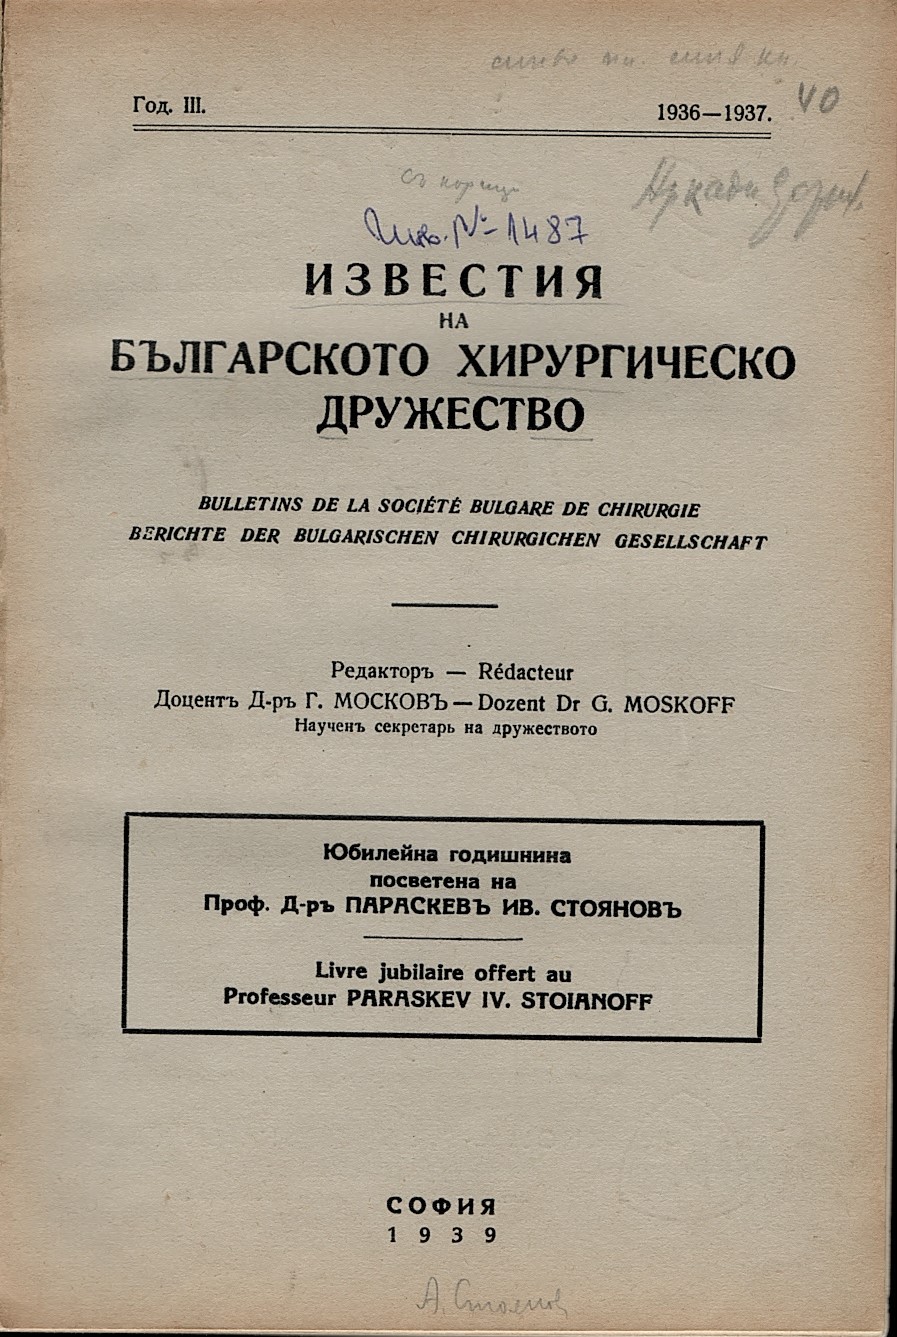 Год. III.
1936—1937.
40
Инв. № 1487
ИЗВЕСТИЯ
НА
БЪЛГАРСКОТО ХИРУРГИЧЕСКО
ДРУЖЕСТВО
BULLETINS DE LA SOCIÉTÉ BULGARE DE CHIRURGIE
BERICHTE DER BULGARISCHEN CHIRURGICHEN GESELLSCHAFT
Редакторъ — Rédacteur
Доцентъ Д-ръ Г. МОСКОВЪ — Dozent Dr G. MOSKOFF
Наученъ секретарь на дружеството
Юбилейна годишнина
посветена на
Проф. Д-ръ ПАРАСКЕВЪ ИВ. СТОЯНОВЪ
Livre jubilaire offert au
Professeur PARASKEV IV. STOIANOFF
СОФИЯ
1939
А. Стоянов